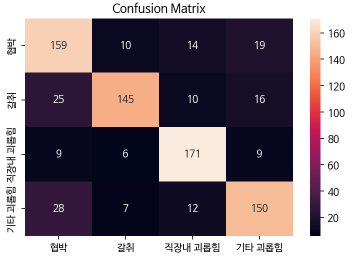 Confusion Matrix
협박
갈취
직장내 괴롭힘
기타 괴롭힘
159 10 14 19
25 145 10 16
9 6 171 9
28 7 12 150
협박 갈취 직장내 괴롭힘 기타 괴롭힘
160
140
120
100
80
60
40
20